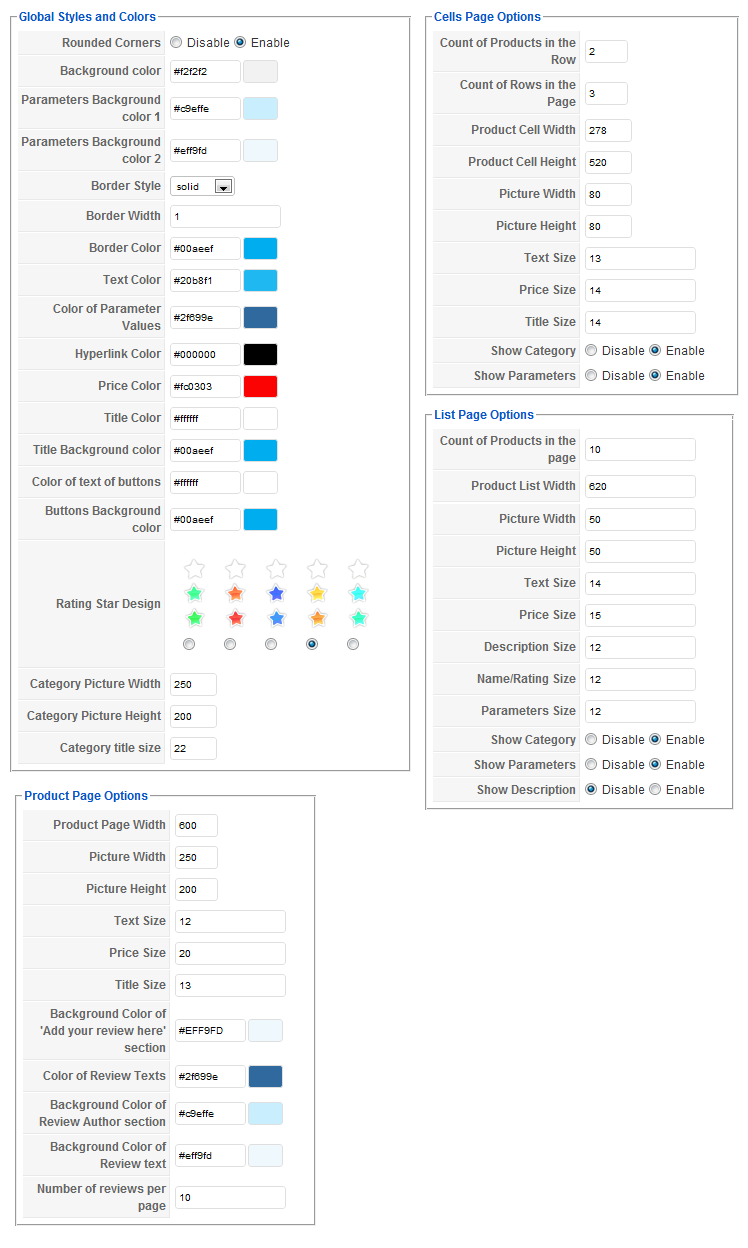 Global Styles and Colors
Rounded Corners Disable Enable
Background color #f2f2f2
Parameters Background
color 1 #c9effe
Parameters Background
color 2 #eff9fd
Border Style solid
Border Width 1
Border Color #00aeef
Text Color #20b8f1
Color of Parameter
Values #2f699e
Hyperlink Color #000000
Price Color #fc0303
Title Color #ffffff
Title Background color #00aeef
Color of text of buttons #ffffff
Buttons Background
color #00aeef
Rating Star Design
Category Picture Width 250
Category Picture Height 200
Category title size 22
Product Page Options
Product Page Width 600
Picture Width 250
Picture Height 200
Text Size 12
Price Size 20
Title Size 13
Background Color of
'Add your review here' #EFF9FD
section
Color of Review Texts #2f699e
Background Color of
Review Author section #c9effe
Background Color of
Review text #eff9fd
Number of reviews per
page 10
Cells Page Options
Count of Products in the
Row 2
Count of Rows in the
Page 3
Product Cell Width 278
Product Cell Height 520
Picture Width 80
Picture Height 80
Text Size 13
Price Size 14
Title Size 14
Show Category Disable Enable
Show Parameters Disable Enable
List Page Options
Count of Products in the
page 10
Product List Width 620
Picture Width 50
Picture Height 50
Text Size 14
Price Size 15
Description Size 12
Name/Rating Size 12
Parameters Size 12
Show Category Disable Enable
Show Parameters Disable Enable
Show Description Disable Enable